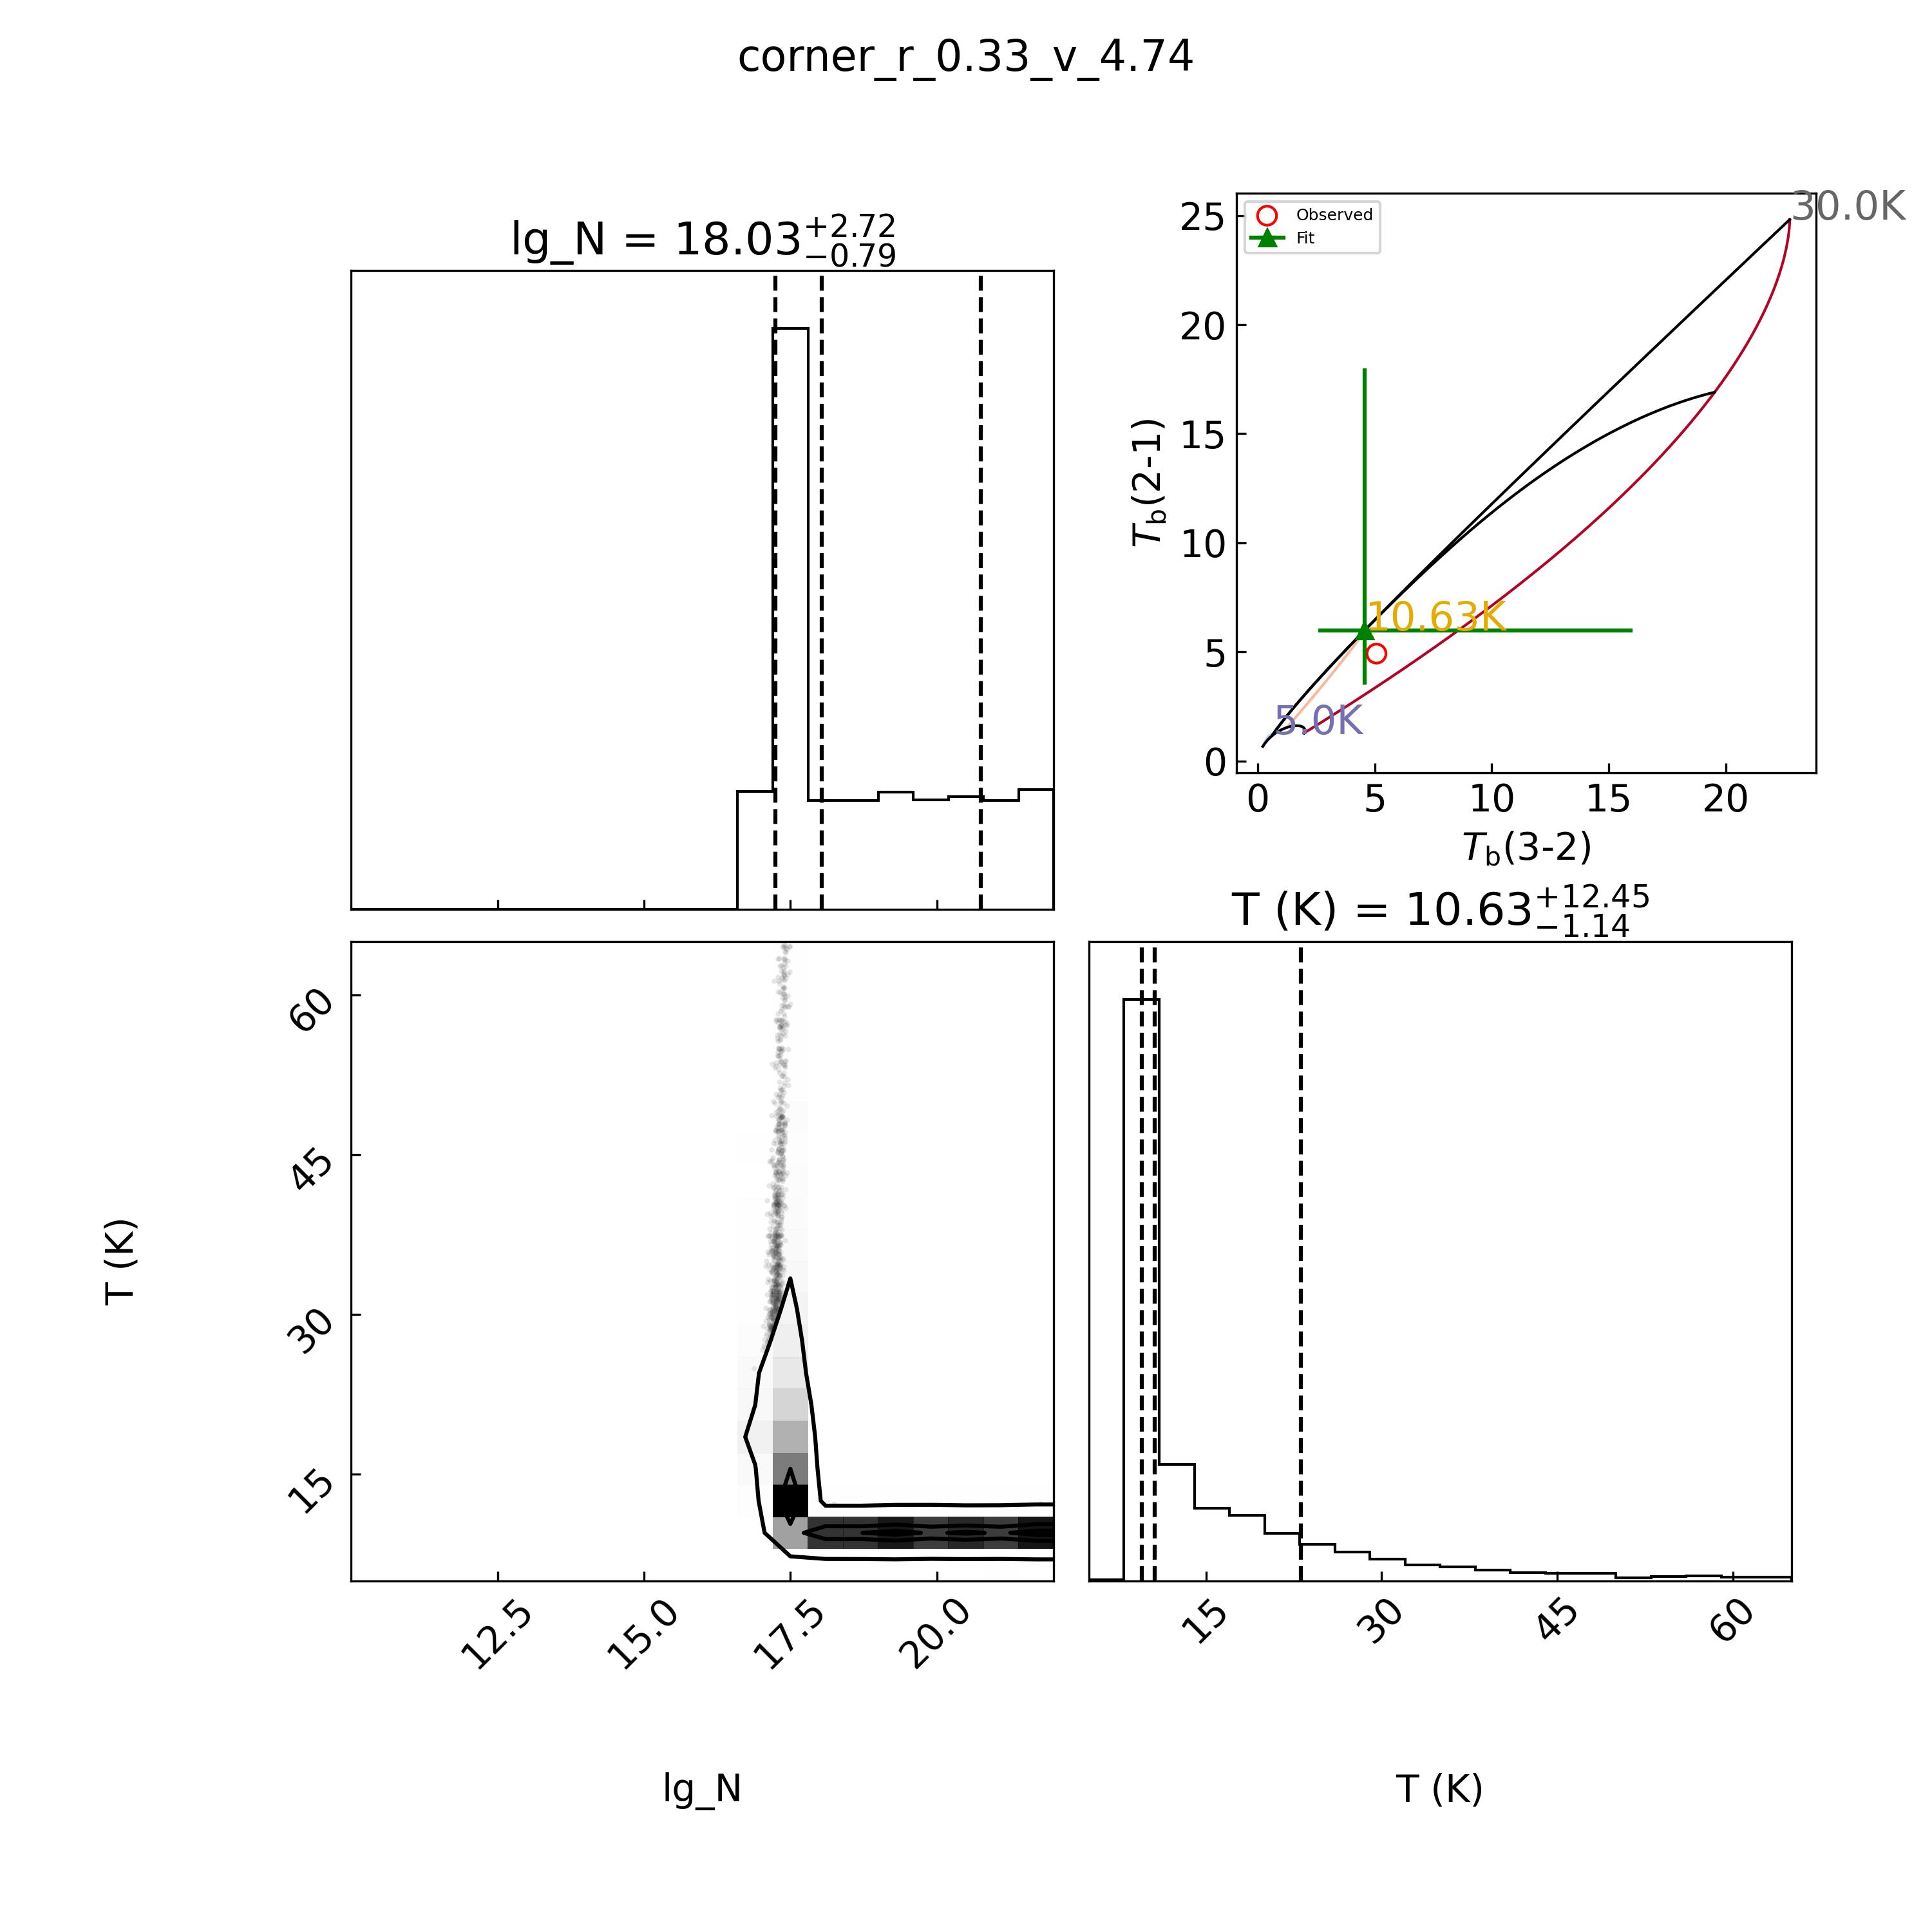 corner_r_0.33_v_4.74
lg_N = 18.03+2.72−0.79
30.0K
25
20
15
10
5
0
Observed
Fit
10.63K
5.0K
Tb(2-1)
0 5 10 15 20
Tb(3-2)
T (K) = 10.63+12.45−1.14
60
45
30
15
T (K)
12.5 15.0 17.5 20.0
15 30 45 60
lg_N
T (K)